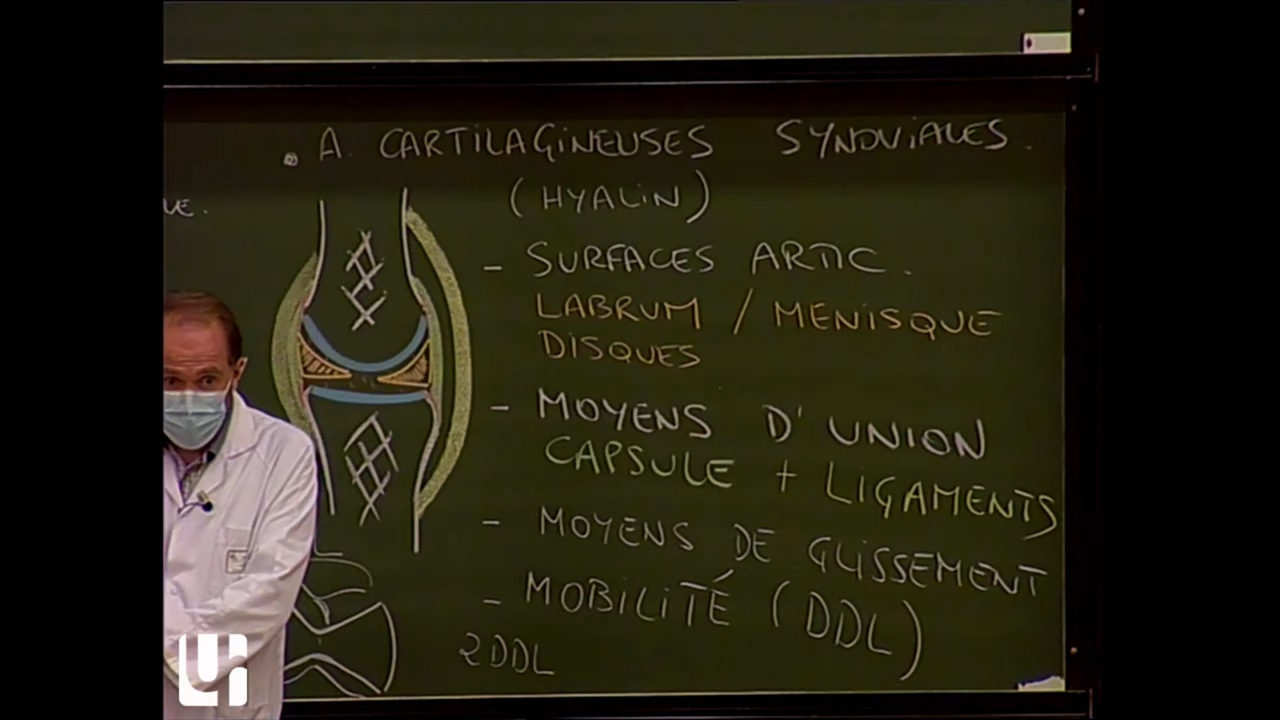 . A. CARTILAGINEUSES SYNOVIALES.
(HYALIN)
- SURFACES ARTIC.
LABRUM / MENISQUE
DISQUES
- MOYENS D'UNION
CAPSULE + LIGAMENTS
- MOYENS DE GLISSEMENT
- MOBILITÉ (DDL)
2DDL